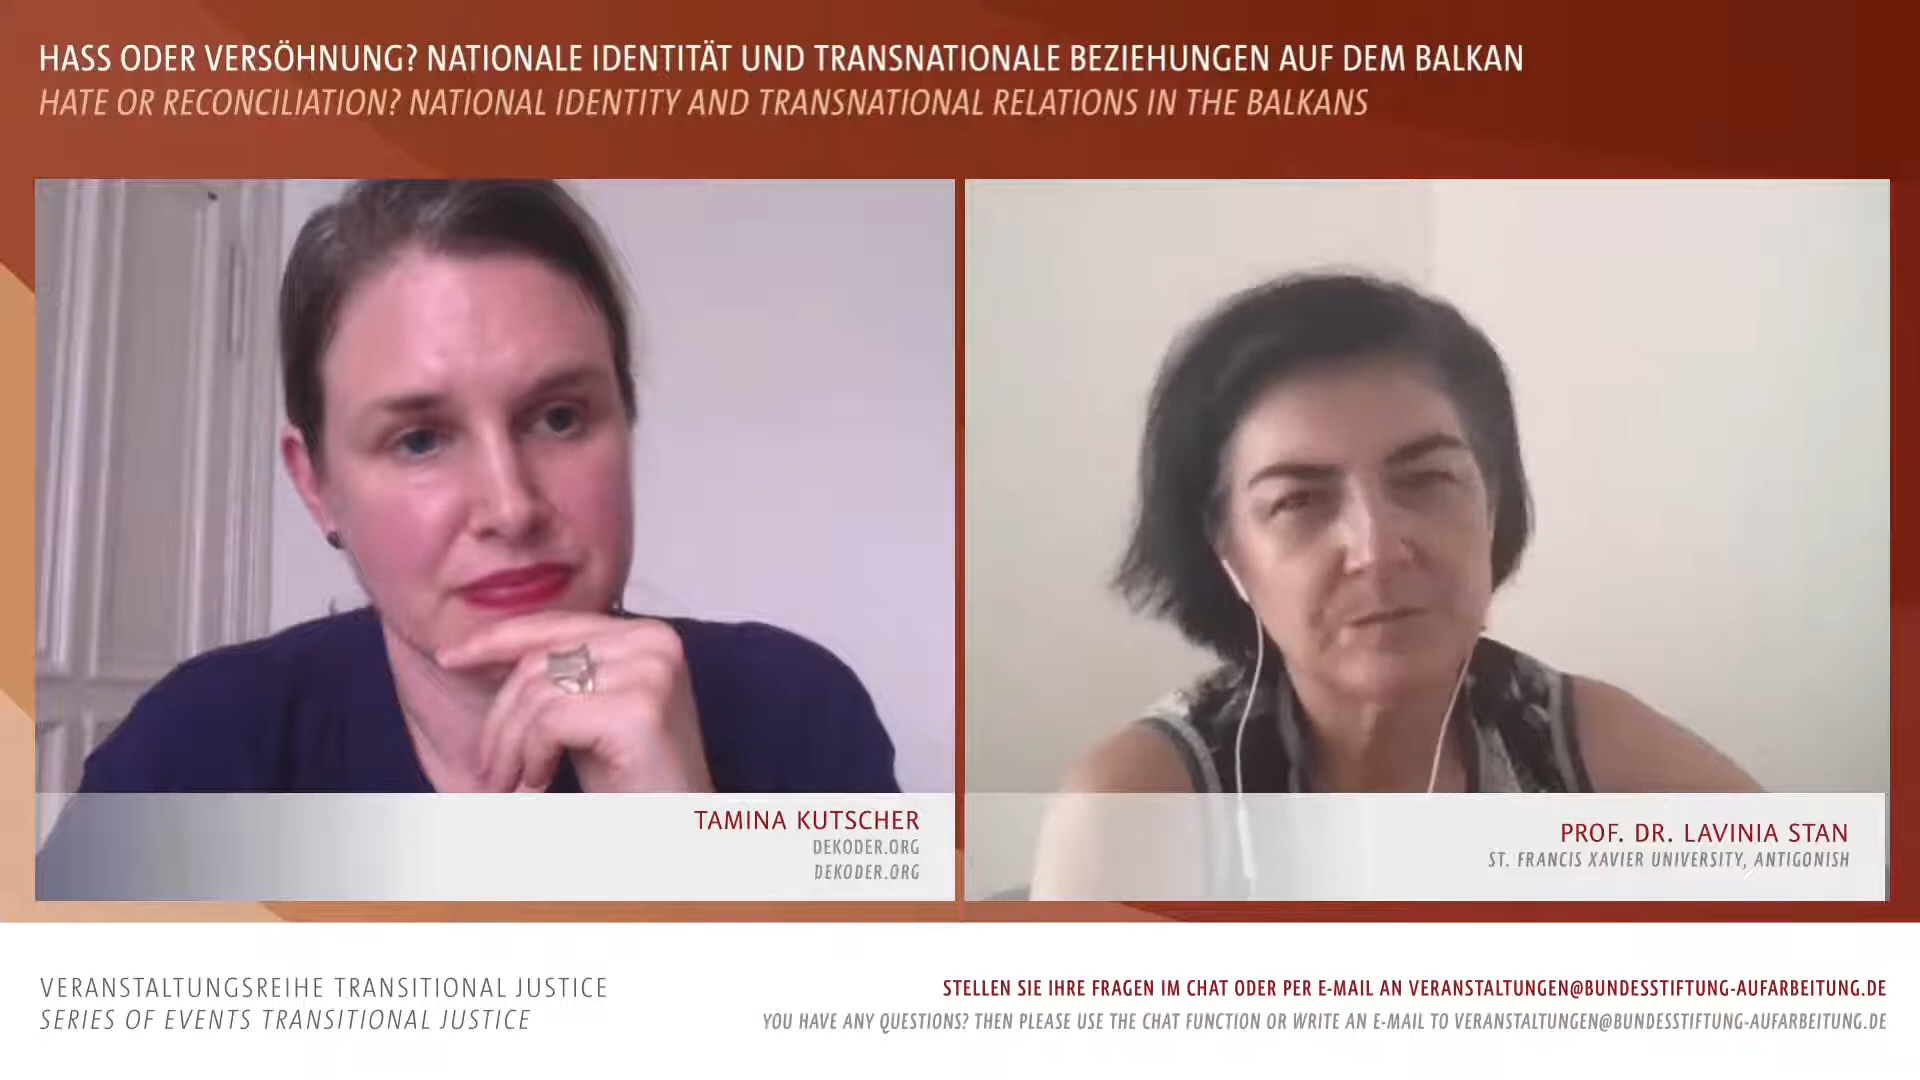 HASS ODER VERSÖHNUNG? NATIONALE IDENTITÄT UND TRANSNATIONALE BEZIEHUNGEN AUF DEM BALKAN
HATE OR RECONCILIATION? NATIONAL IDENTITY AND TRANSNATIONAL RELATIONS IN THE BALKANS
TAMINA KUTSCHER
DEKODER.ORG
DEKODER.ORG
PROF. DR. LAVINIA STAN
ST. FRANCIS XAVIER UNIVERSITY, ANTIGONISH
VERANSTALTUNGSREIHE TRANSITIONAL JUSTICE
SERIES OF EVENTS TRANSITIONAL JUSTICE
STELLEN SIE IHRE FRAGEN IM CHAT ODER PER E-MAIL AN VERANSTALTUNGEN@BUNDESSTIFTUNG-AUFARBEITUNG.DE
YOU HAVE ANY QUESTIONS? THEN PLEASE USE THE CHAT FUNCTION OR WRITE AN E-MAIL TO VERANSTALTUNGEN@BUNDESSTIFTUNG-AUFARBEITUNG.DE